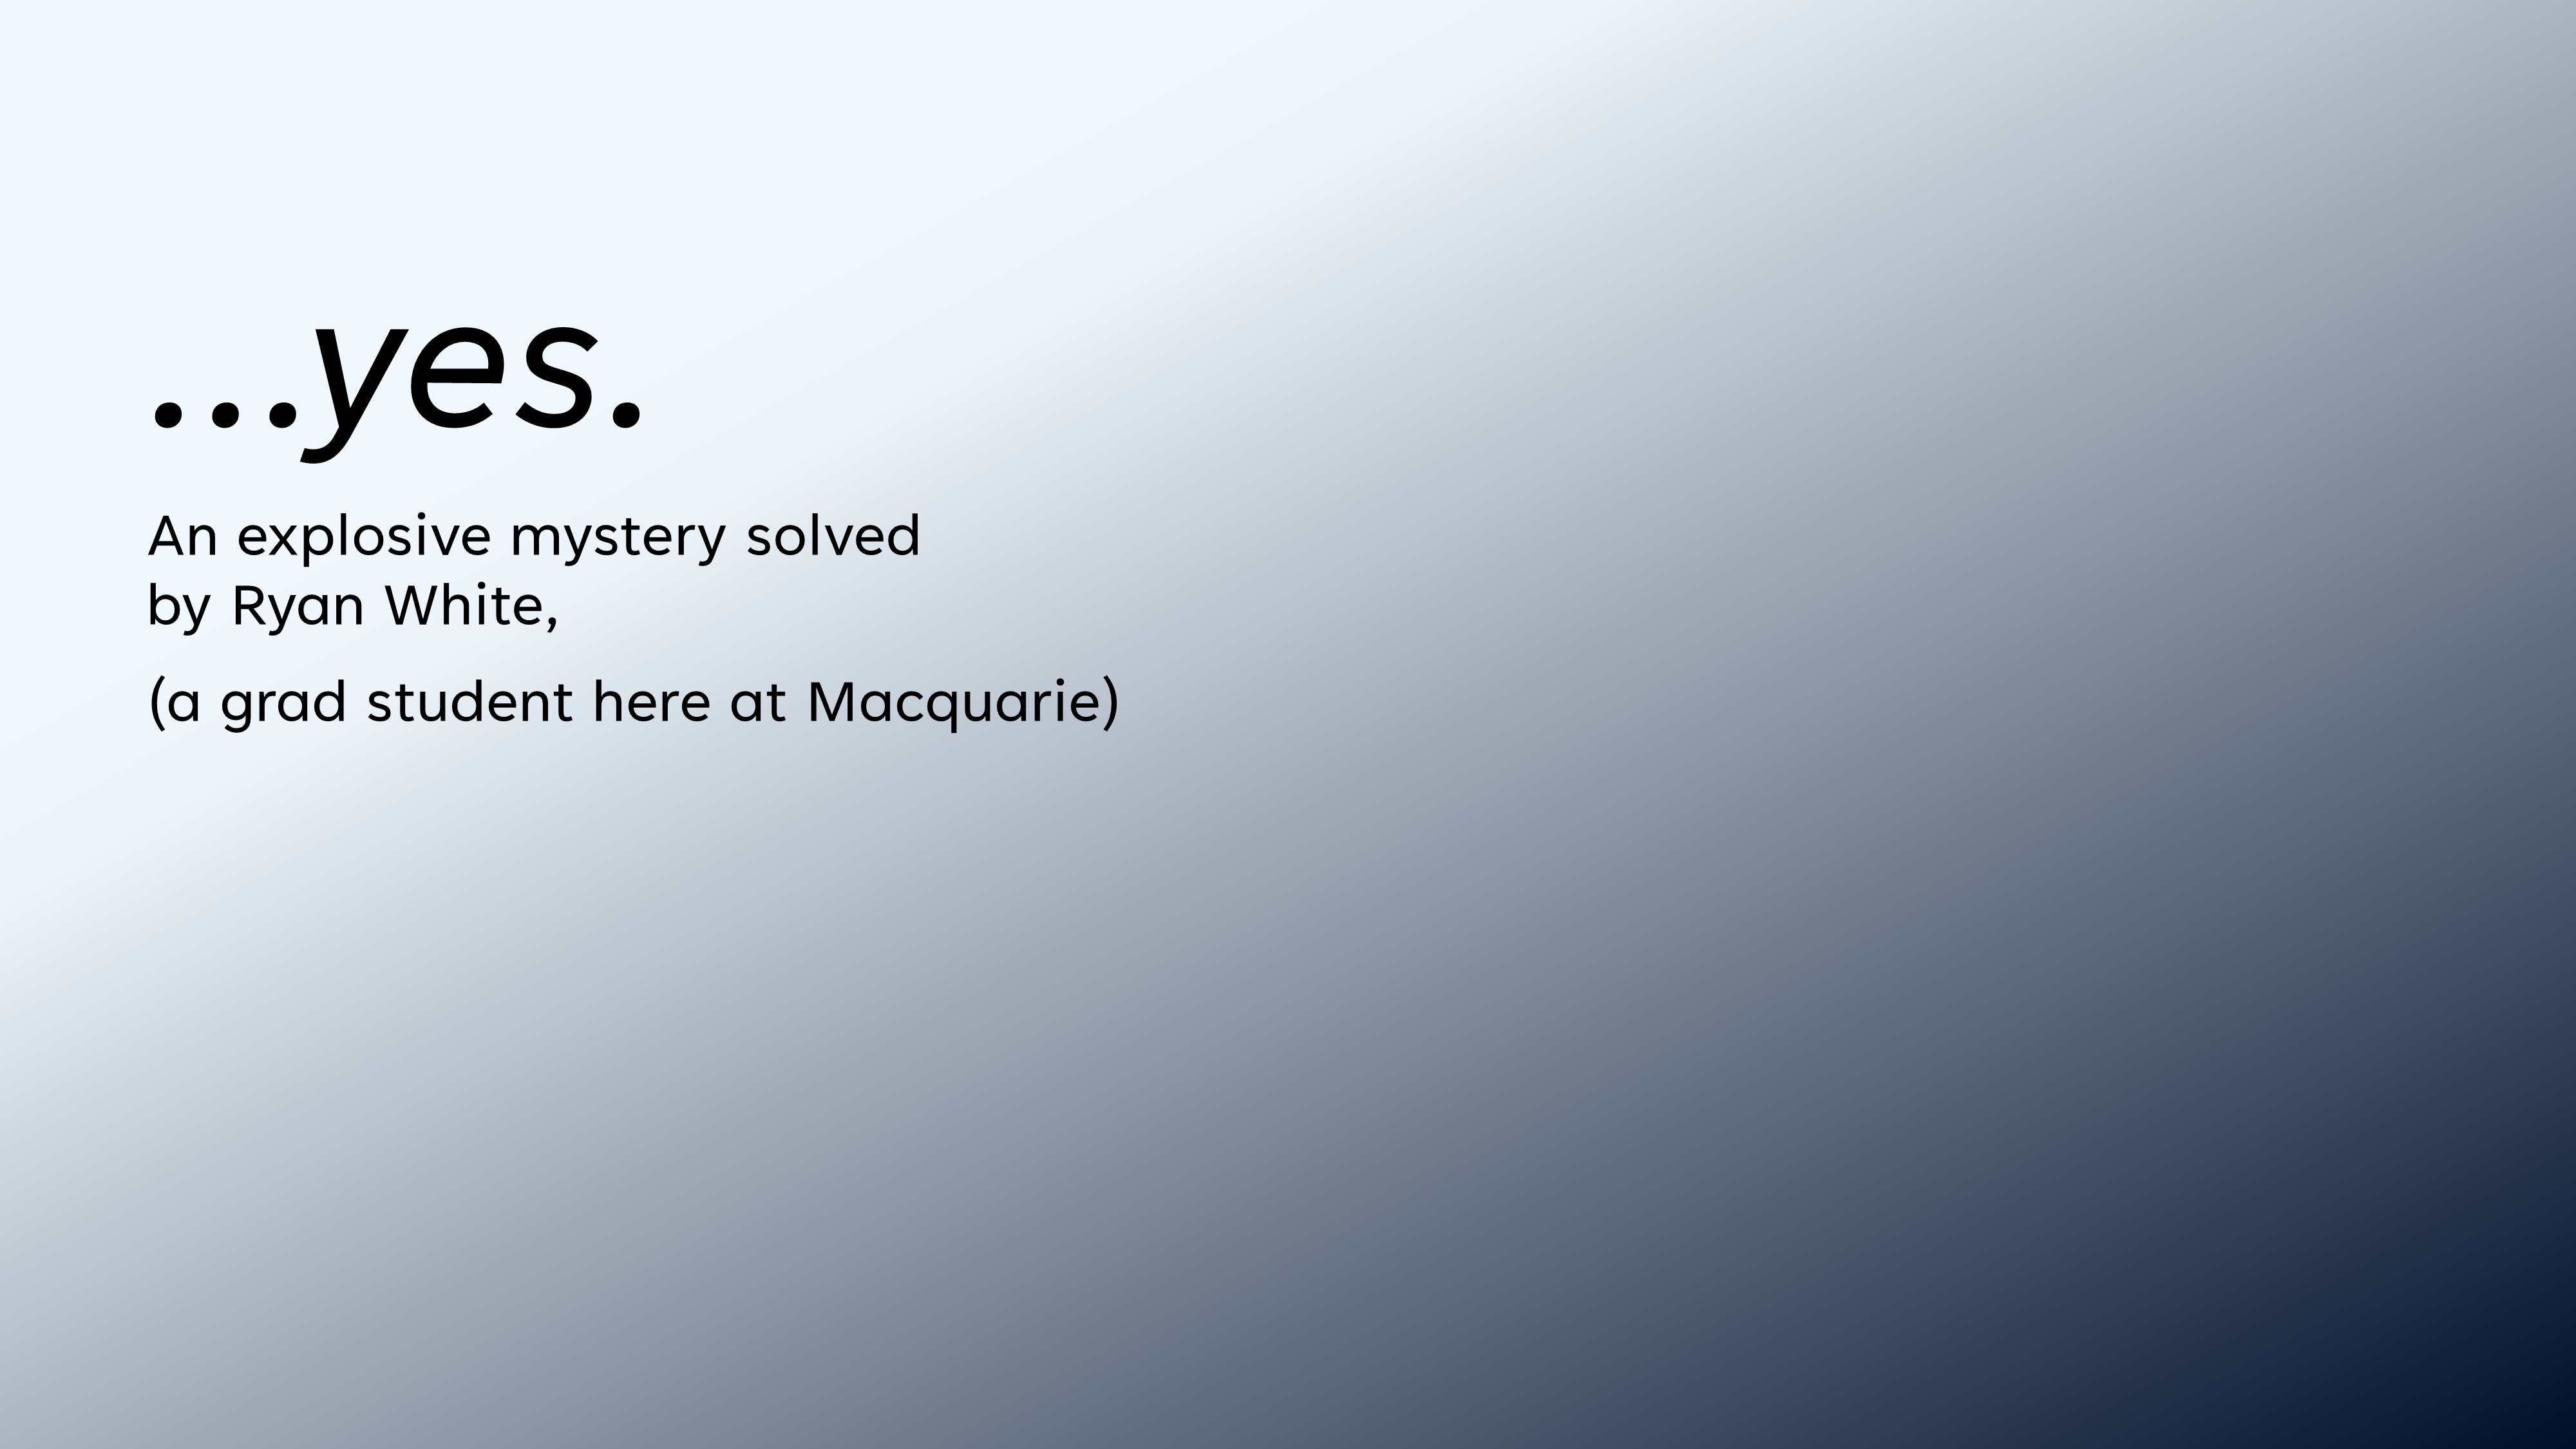 ...yes.
An explosive mystery solved
by Ryan White,
(a grad student here at Macquarie)